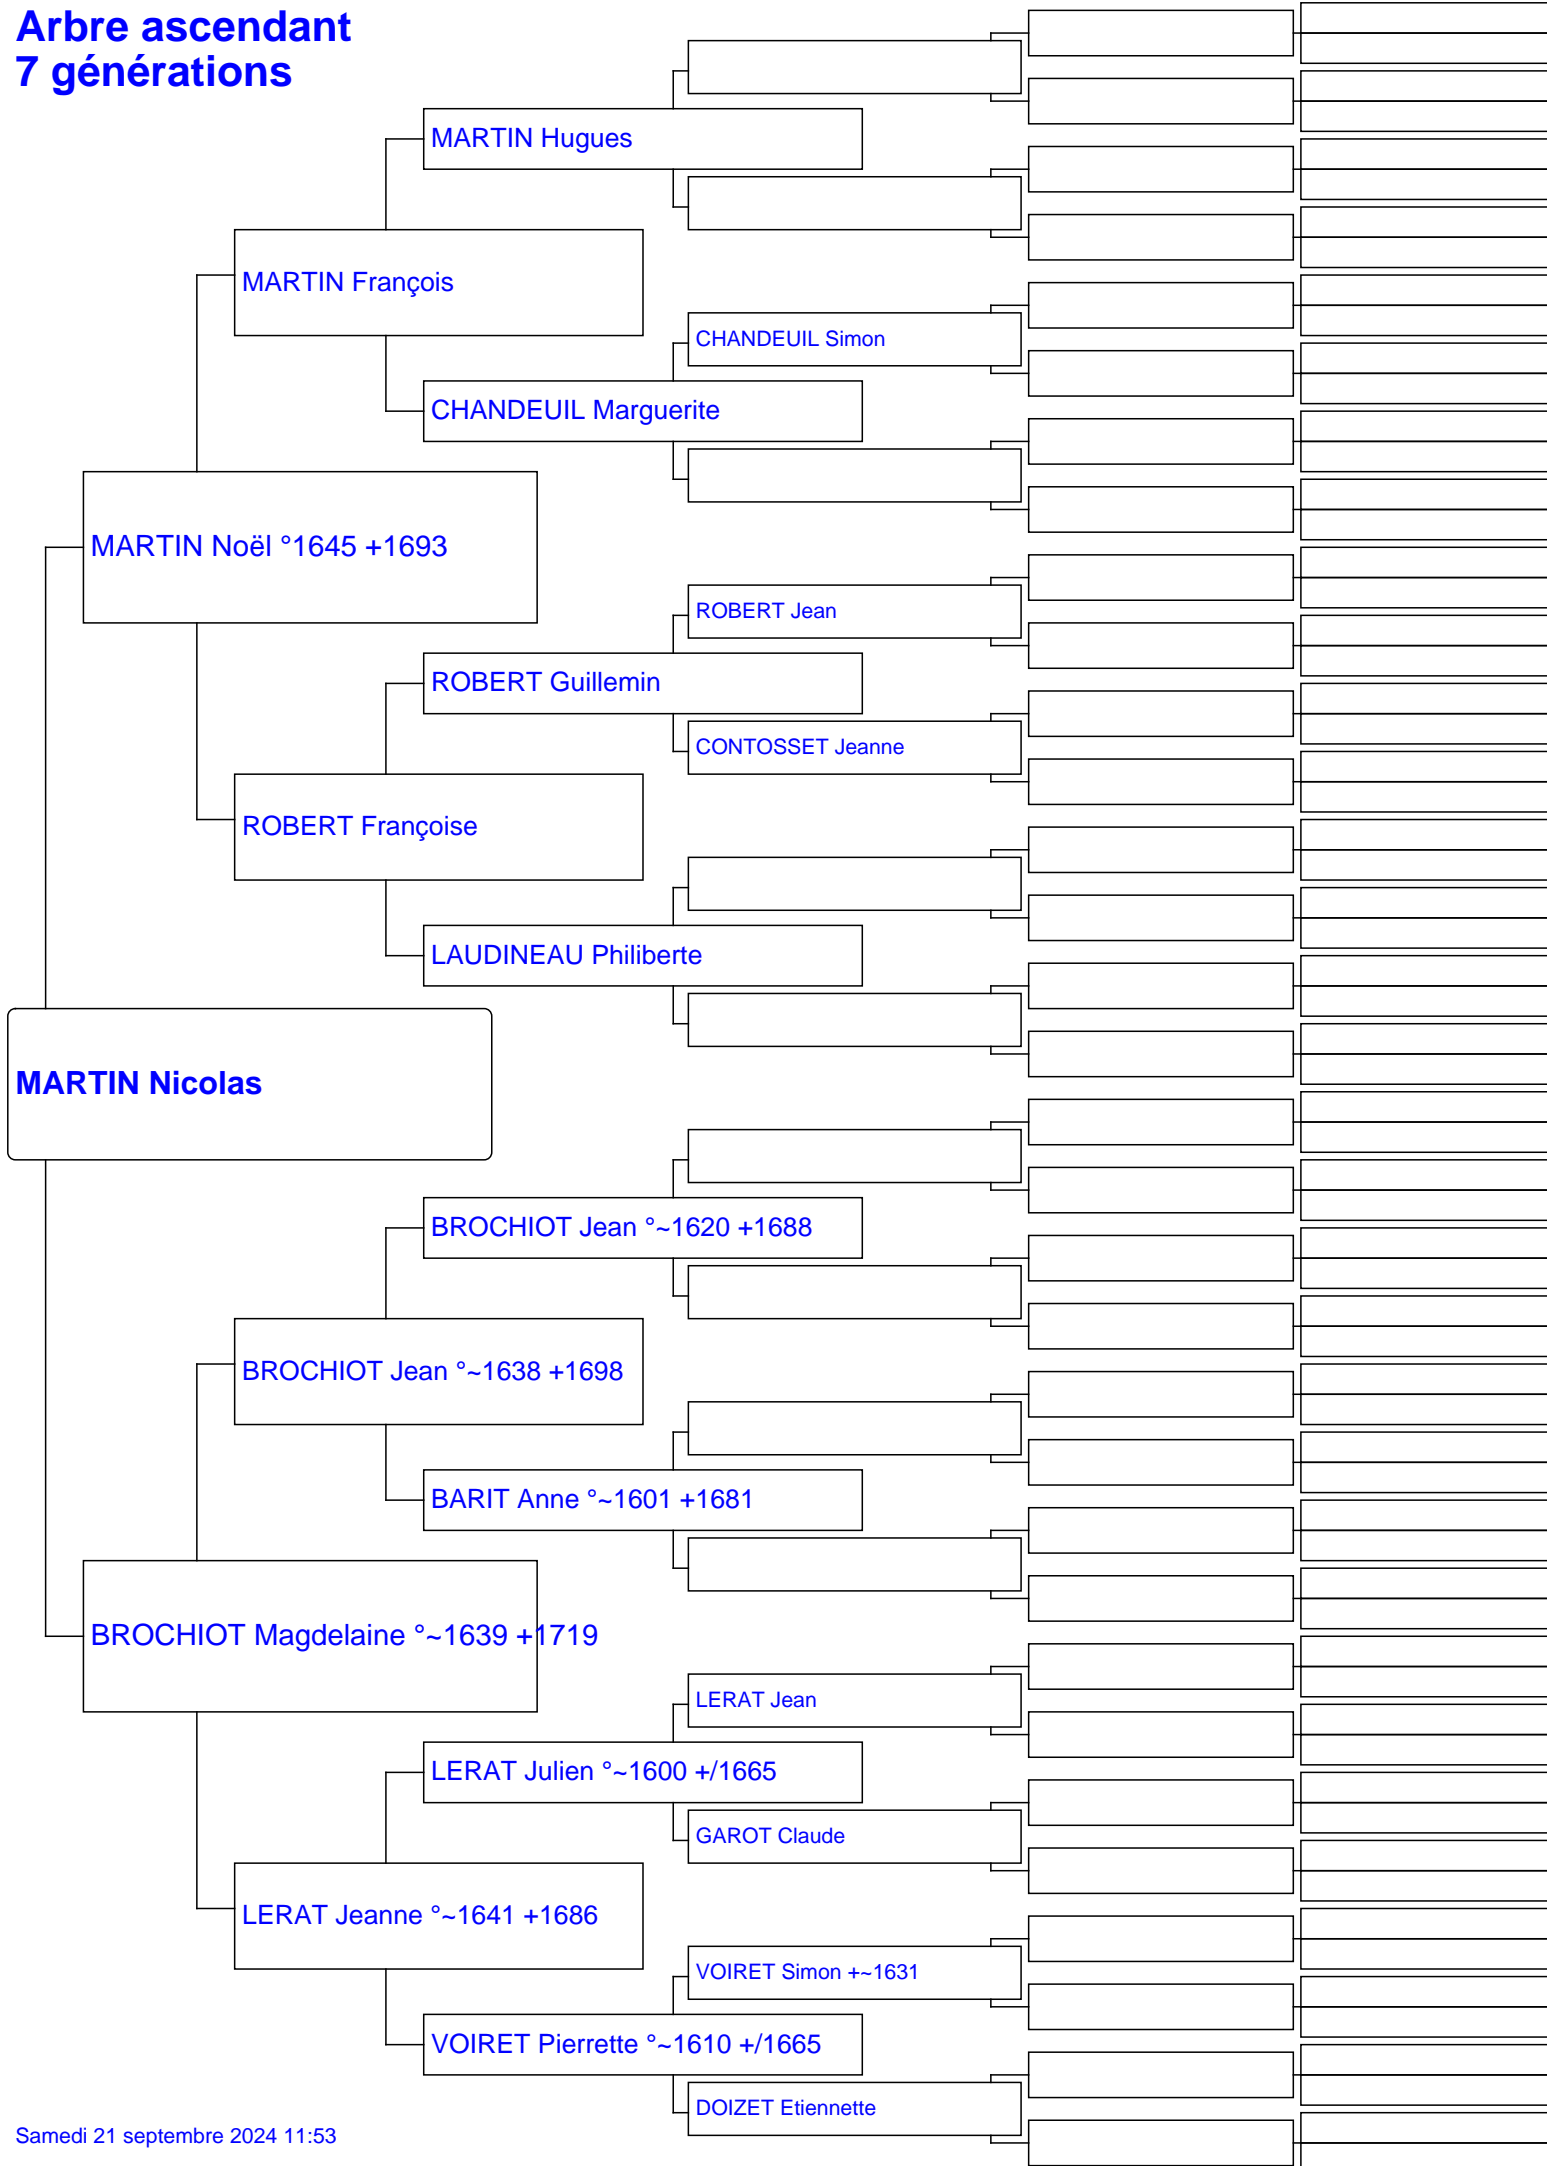 Arbre ascendant
7 générations
MARTIN Hugues
MARTIN François
CHANDEUIL Simon
CHANDEUIL Marguerite
MARTIN Noël °1645 +1693
ROBERT Jean
ROBERT Guillemin
CONTOSSET Jeanne
ROBERT Françoise
LAUDINEAU Philiberte
MARTIN Nicolas
BROCHIOT Jean °~1620 +1688
BROCHIOT Jean °~1638 +1698
BARIT Anne °~1601 +1681
BROCHIOT Magdelaine °~1639 +1719
LERAT Jean
LERAT Julien °~1600 +/1665
GAROT Claude
LERAT Jeanne °~1641 +1686
VOIRET Simon +~1631
VOIRET Pierrette °~1610 +/1665
DOIZET Etiennette
Samedi 21 septembre 2024 11:53